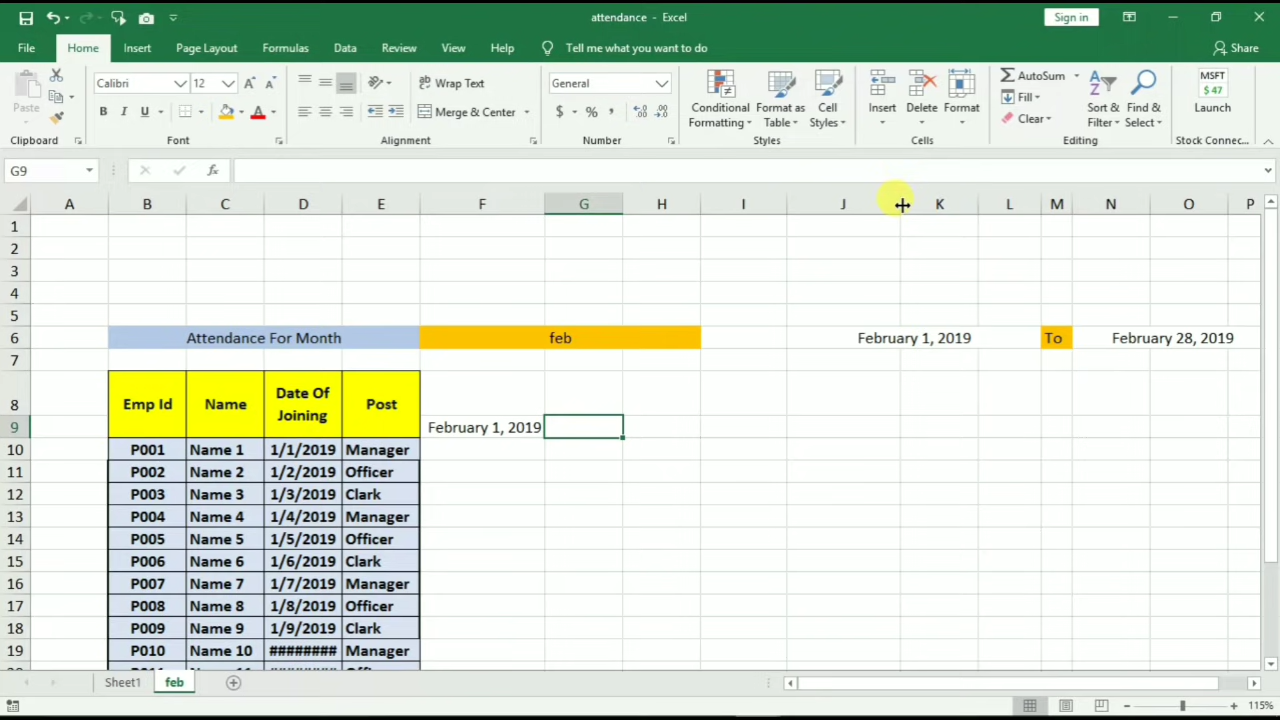 attendance - Excel
Sign in
File Home Insert Page Layout Formulas Data Review View Help Tell me what you want to do Share
Paste
Calibri 12
B I U
Wrap Text
Merge & Center
General
$ % ,
Conditional Formatting
Format as Table
Cell Styles
Insert Delete Format
AutoSum
Fill
Clear
Sort & Filter
Find & Select
MSFT
$ 47
Launch
Clipboard Font Alignment Number Styles Cells Editing Stock Connec...
G9 fx
A B C D E F G H I J K L M N O P
1
2
3
4
5
6 Attendance For Month feb February 1, 2019 To February 28, 2019
7
8 Emp Id Name Date Of Joining Post
9 February 1, 2019
10 P001 Name 1 1/1/2019 Manager
11 P002 Name 2 1/2/2019 Officer
12 P003 Name 3 1/3/2019 Clark
13 P004 Name 4 1/4/2019 Manager
14 P005 Name 5 1/5/2019 Officer
15 P006 Name 6 1/6/2019 Clark
16 P007 Name 7 1/7/2019 Manager
17 P008 Name 8 1/8/2019 Officer
18 P009 Name 9 1/9/2019 Clark
19 P010 Name 10 ######## Manager
Sheet1 feb
115%